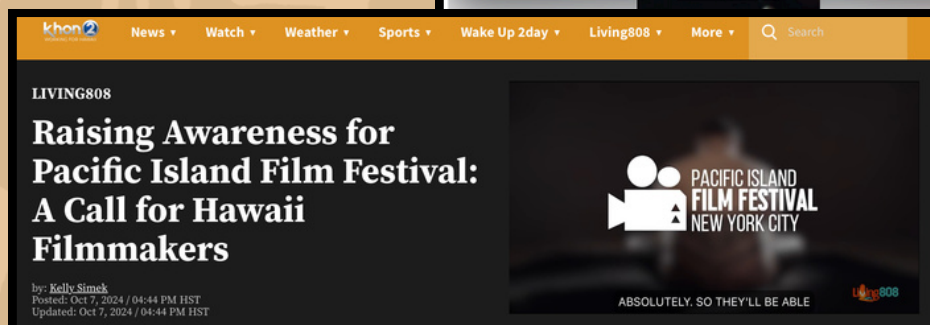 khon2
News ▾ Watch ▾ Weather ▾ Sports ▾ Wake Up 2day ▾ Living808 ▾ More ▾ Search
LIVING808
Raising Awareness for
Pacific Island Film Festival:
A Call for Hawaii
Filmmakers
by: Kelly Simek
Posted: Oct 7, 2024 / 04:44 PM HST
Updated: Oct 7, 2024 / 04:44 PM HST
PACIFIC ISLAND
FILM FESTIVAL
NEW YORK CITY
ABSOLUTELY. SO THEY'LL BE ABLE
Living808